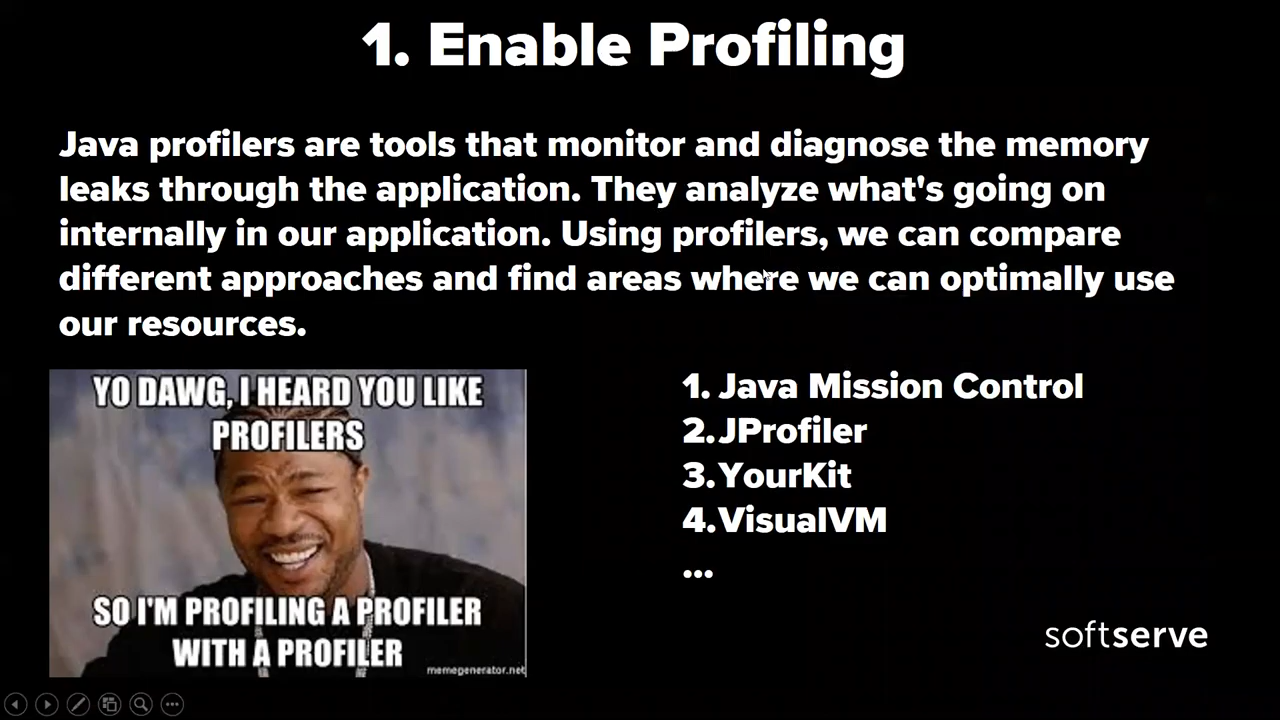 1. Enable Profiling
Java profilers are tools that monitor and diagnose the memory
leaks through the application. They analyze what's going on
internally in our application. Using profilers, we can compare
different approaches and find areas where we can optimally use
our resources.
YO DAWG, I HEARD YOU LIKE
PROFILERS
SO I'M PROFILING A PROFILER
WITH A PROFILER
memegenerator.net
1. Java Mission Control
2. JProfiler
3. YourKit
4. VisualVM
...
softserve